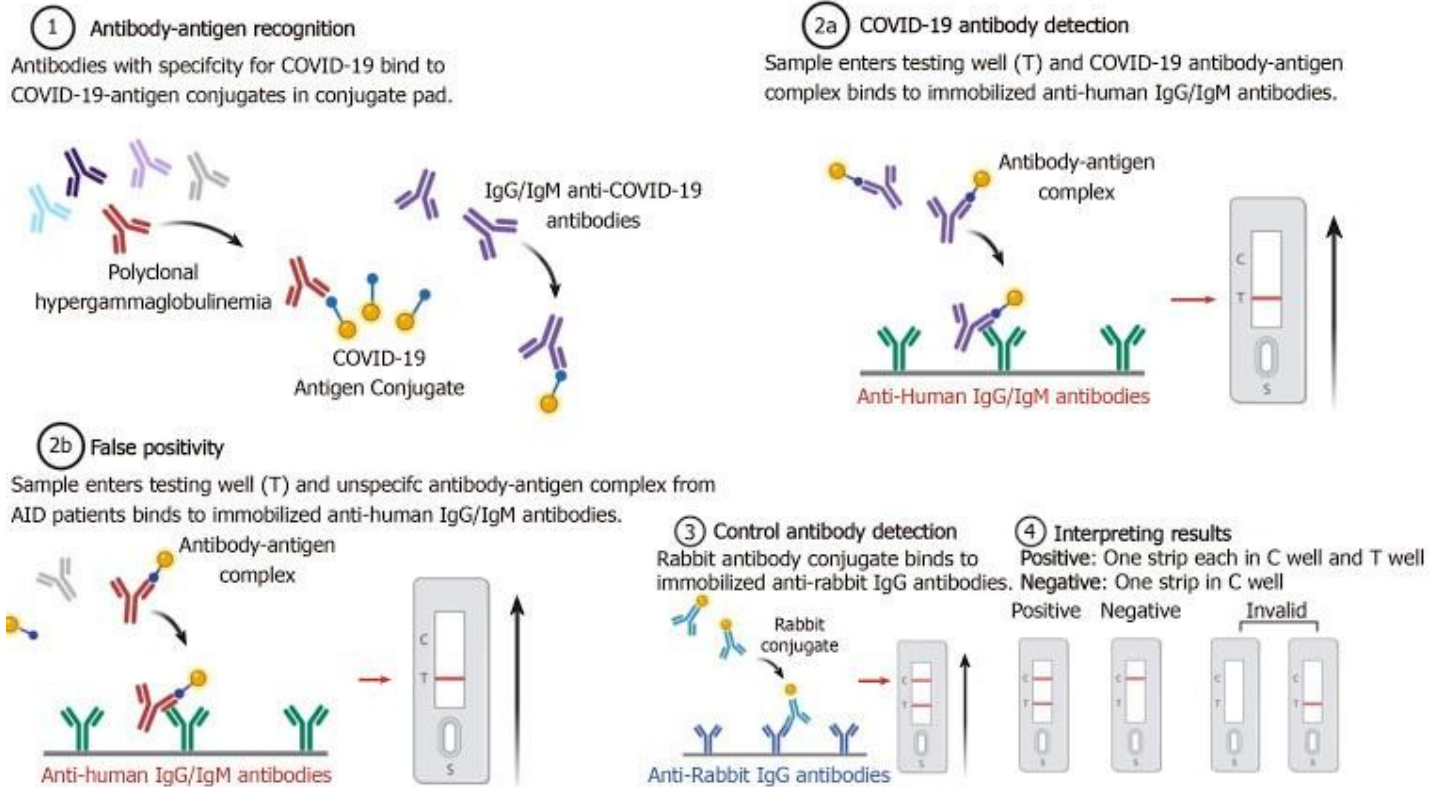 1 Antibody-antigen recognition
Antibodies with specifcity for COVID-19 bind to
COVID-19-antigen conjugates in conjugate pad.
Polyclonal
hypergammaglobulinemia
IgG/IgM anti-COVID-19
antibodies
COVID-19
Antigen Conjugate
2a COVID-19 antibody detection
Sample enters testing well (T) and COVID-19 antibody-antigen
complex binds to immobilized anti-human IgG/IgM antibodies.
Antibody-antigen
complex
Anti-Human IgG/IgM antibodies
C
T
S
2b False positivity
Sample enters testing well (T) and unspecifc antibody-antigen complex from
AID patients binds to immobilized anti-human IgG/IgM antibodies.
Antibody-antigen
complex
Anti-human IgG/IgM antibodies
C
T
S
3 Control antibody detection
Rabbit antibody conjugate binds to
immobilized anti-rabbit IgG antibodies.
Rabbit
conjugate
Anti-Rabbit IgG antibodies
C
T
S
4 Interpreting results
Positive: One strip each in C well and T well
Negative: One strip in C well
Positive Negative Invalid
C C C C
T T T T
S S S S